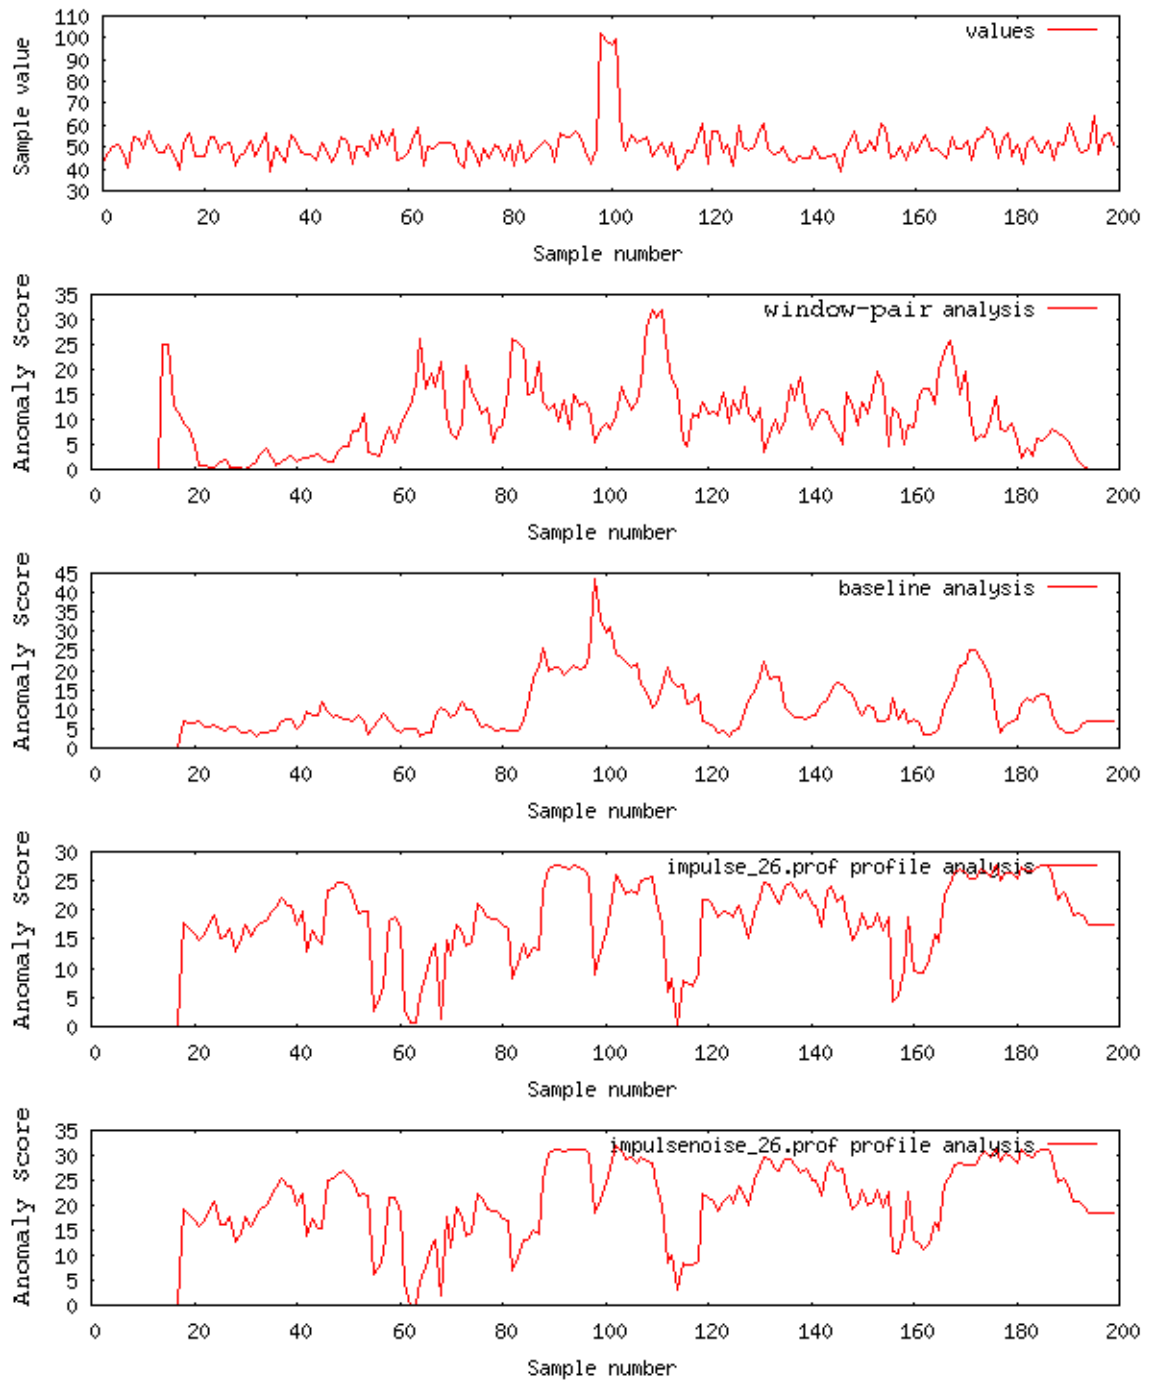 110
100
90
80
70
60
50
40
30
Sample value
values
0 20 40 60 80 100 120 140 160 180 200
Sample number
35
30
25
20
15
10
5
0
Anomaly Score
window-pair analysis
0 20 40 60 80 100 120 140 160 180 200
Sample number
45
40
35
30
25
20
15
10
5
0
Anomaly Score
baseline analysis
0 20 40 60 80 100 120 140 160 180 200
Sample number
30
25
20
15
10
5
0
Anomaly Score
impulse_26.prof profile analysis
0 20 40 60 80 100 120 140 160 180 200
Sample number
35
30
25
20
15
10
5
0
Anomaly Score
impulsenoise_26.prof profile analysis
0 20 40 60 80 100 120 140 160 180 200
Sample number